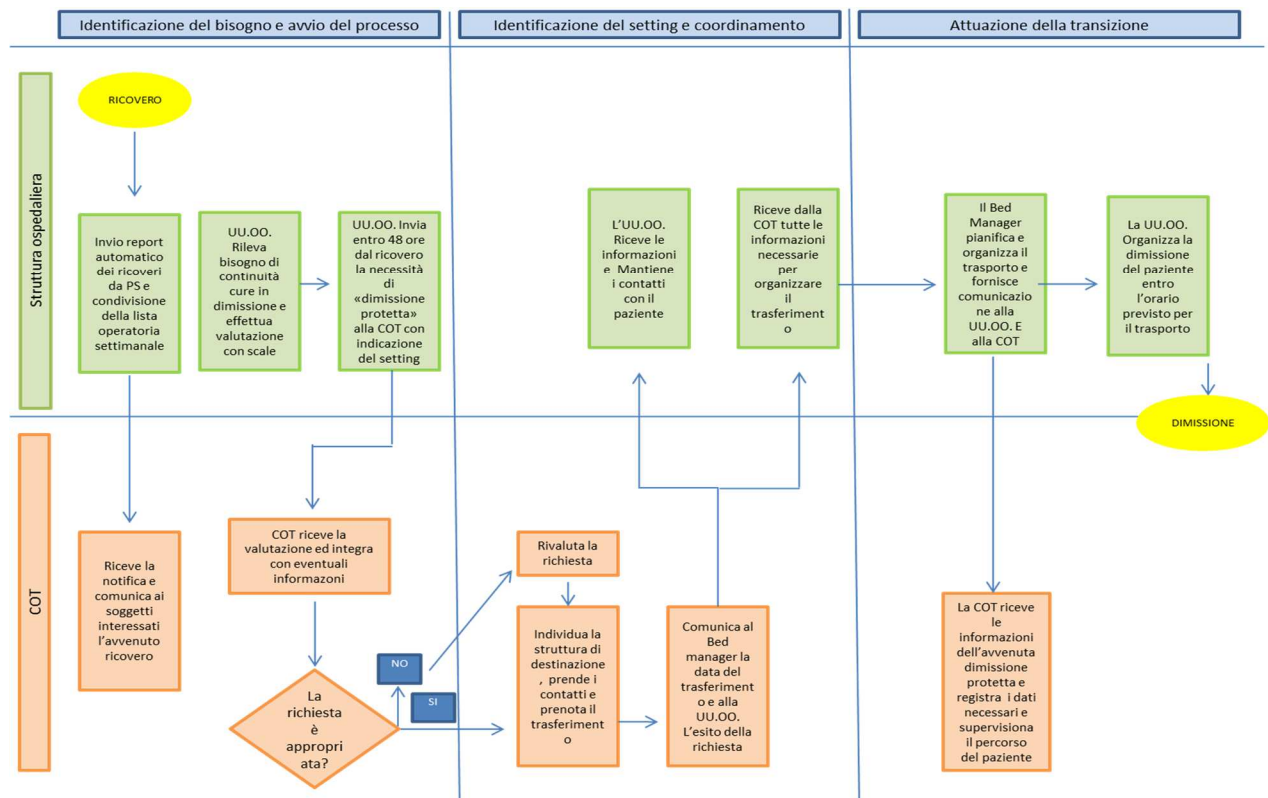 Identificazione del bisogno e avvio del processo
Identificazione del setting e coordinamento
Attuazione della transizione
Struttura ospedaliera
RICOVERO
Invio report
automatico
dei ricoveri
da PS e
condivisione
della lista
operatoria
settimanale
UU.OO.
Rileva
bisogno di
continuità
cure in
dimissione e
effettua
valutazione
con scale
UU.OO. Invia
entro 48 ore
dal ricovero
la necessità
di
«dimissione
protetta»
alla COT con
indicazione
del setting
L'UU.OO.
Riceve le
informazioni
e Mantiene
i contatti
con il
paziente
Riceve dalla
COT tutte le
informazioni
necessarie
per
organizzare
il
trasferiment
o
Il Bed
Manager
pianifica e
organizza il
trasporto e
fornisce
comunicazio
ne alla
UU.OO. E
alla COT
La UU.OO.
Organizza la
dimissione
del paziente
entro
l'orario
previsto per
il trasporto
DIMISSIONE
COT
Riceve la
notifica e
comunica ai
soggetti
interessati
l'avvenuto
ricovero
COT riceve la
valutazione ed integra
con eventuali
informazoni
La
richiesta
è
appropri
ata?
NO
SI
Rivaluta la
richiesta
Individua la
struttura di
destinazione
, prende i
contatti e
prenota il
trasferiment
o
Comunica al
Bed
manager la
data del
trasferiment
o e alla
UU.OO.
L'esito della
richiesta
La COT riceve
le
informazioni
dell'avvenuta
dimissione
protetta e
registra i dati
necessari e
supervisiona
il percorso
del paziente